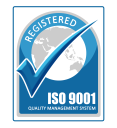 REGISTERED
ISO 9001
QUALITY MANAGEMENT SYSTEM